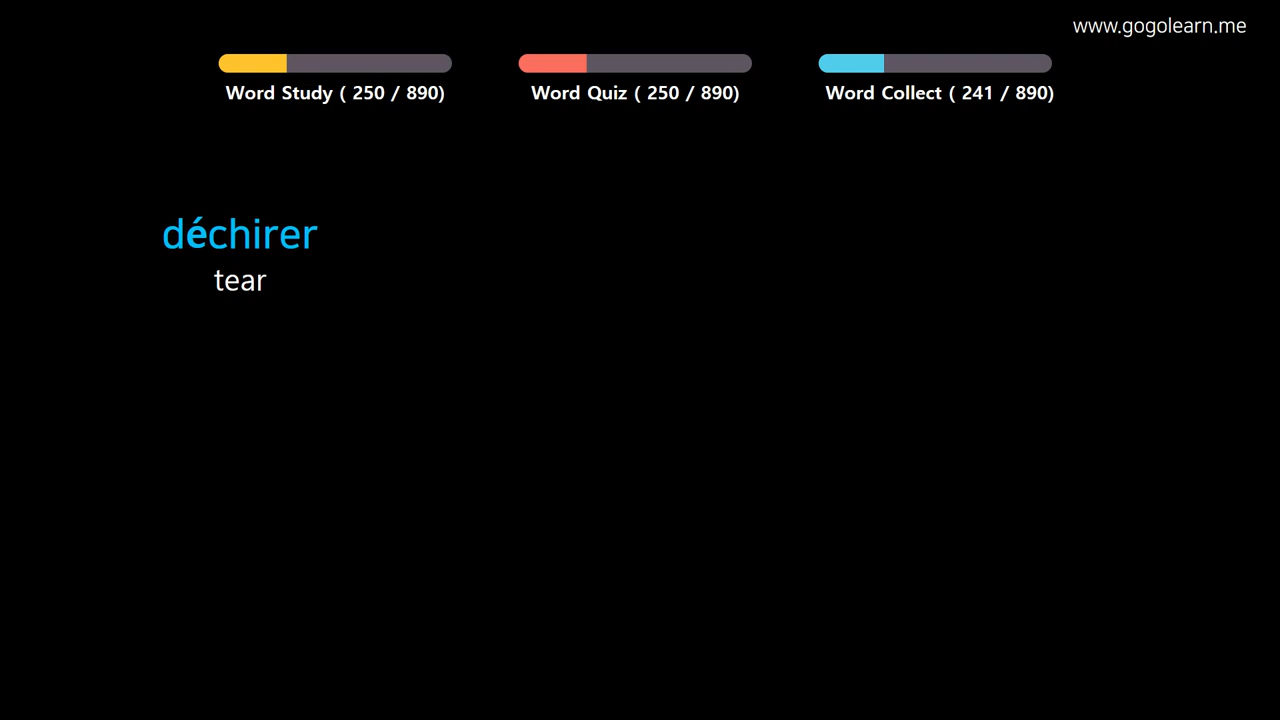 www.gogolearn.me
Word Study ( 250 / 890)
Word Quiz ( 250 / 890)
Word Collect ( 241 / 890)
déchirer
tear